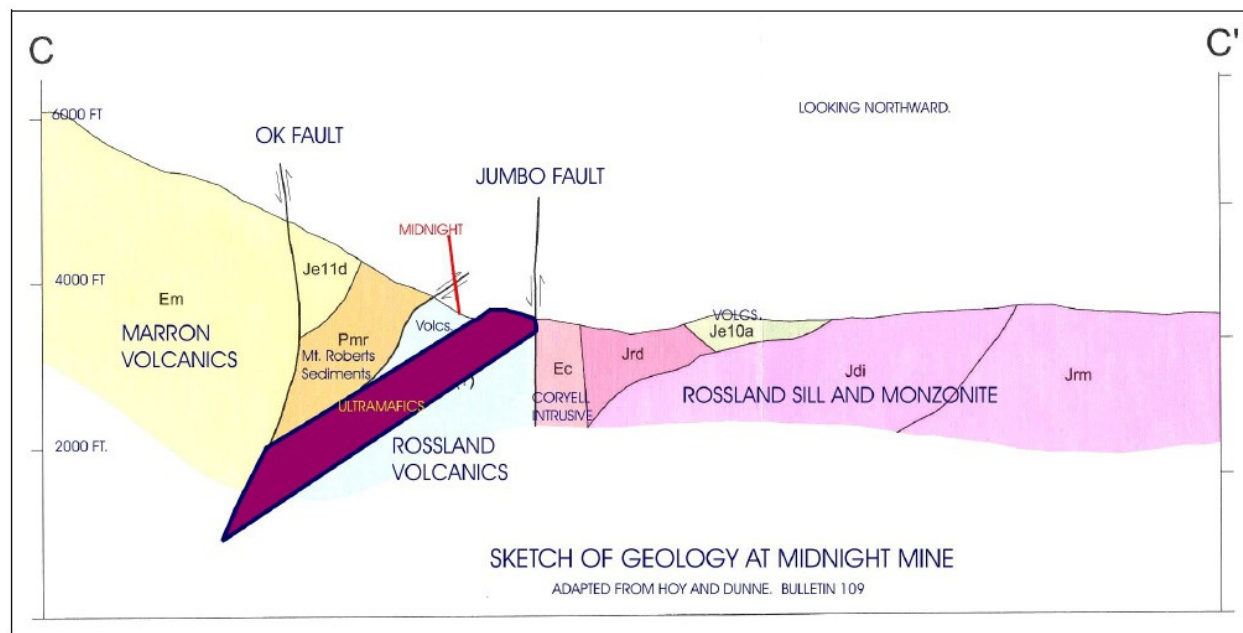 C
C'
6000 FT
LOOKING NORTHWARD.
OK FAULT
JUMBO FAULT
MIDNIGHT
Je11d
4000 FT
Em
MARRON
VOLCANICS
Volcs.
VOLCS.
Je10a
Pmr
Mt. Roberts
Sediments
Ec
Jrd
Jdi
Jrm
ULTRAMAFICS
CORYELL
INTRUSIVE
ROSSLAND SILL AND MONZONITE
2000 FT.
ROSSLAND
VOLCANICS
SKETCH OF GEOLOGY AT MIDNIGHT MINE
ADAPTED FROM HOY AND DUNNE. BULLETIN 109